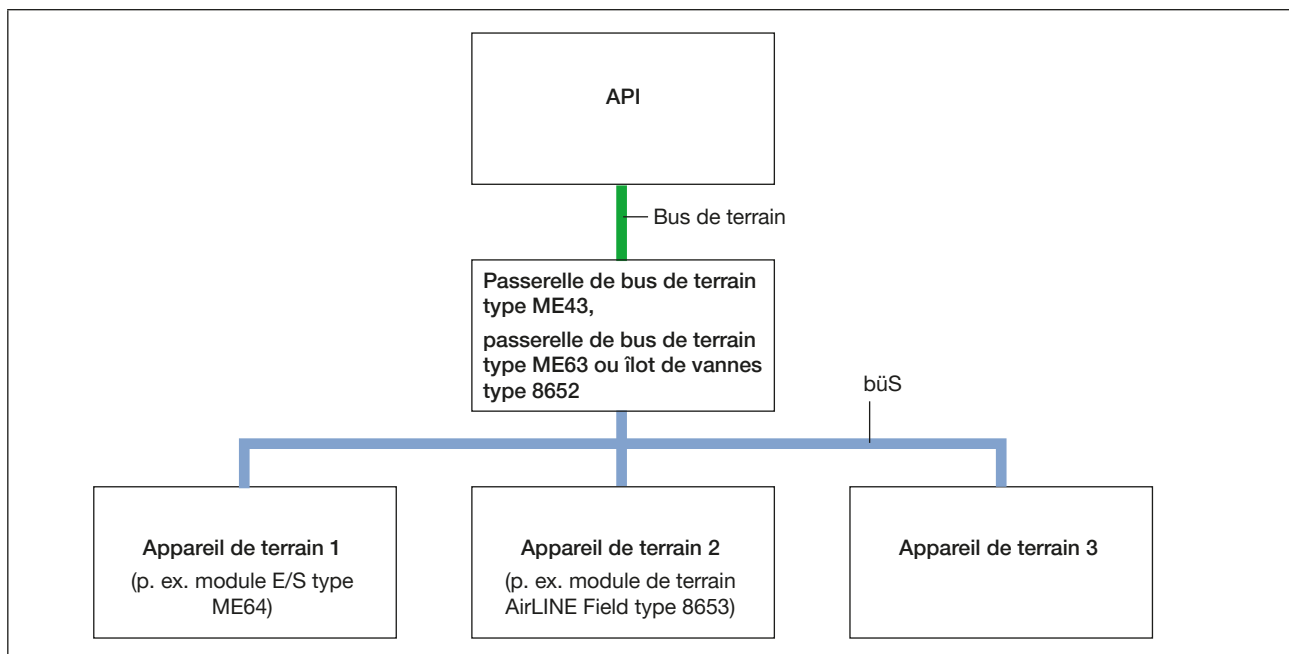 API
Bus de terrain
Passerelle de bus de terrain
type ME43,
passerelle de bus de terrain
type ME63 ou îlot de vannes
type 8652
büS
Appareil de terrain 1
(p. ex. module E/S type
ME64)
Appareil de terrain 2
(p. ex. module de terrain
AirLINE Field type 8653)
Appareil de terrain 3